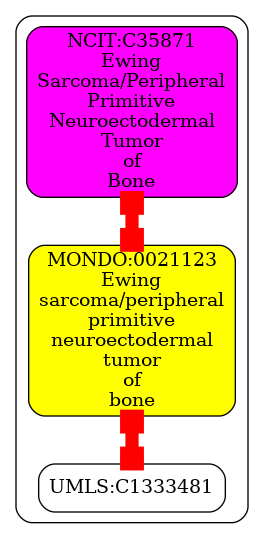 NCIT:C35871
Ewing
Sarcoma/Peripheral
Primitive
Neuroectodermal
Tumor
of
Bone
MONDO:0021123
Ewing
sarcoma/peripheral
primitive
neuroectodermal
tumor
of
bone
UMLS:C1333481